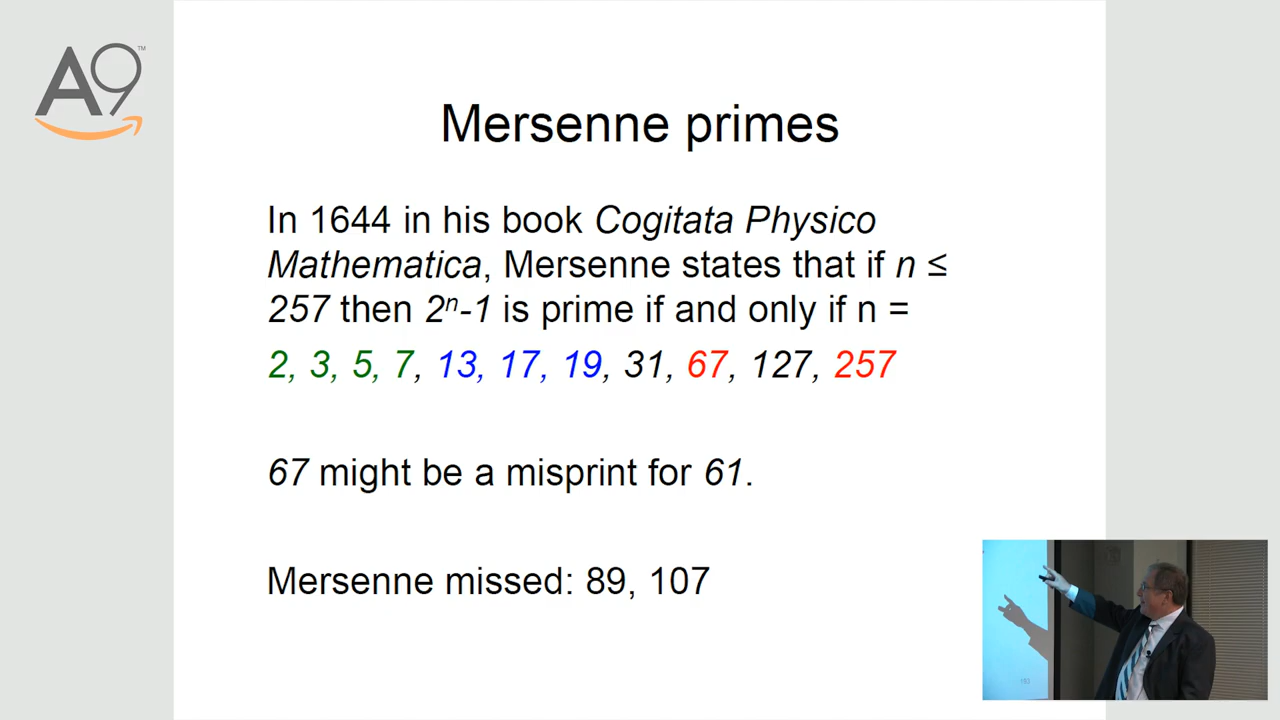 A9™
Mersenne primes
In 1644 in his book Cogitata Physico
Mathematica, Mersenne states that if n ≤
257 then 2ⁿ-1 is prime if and only if n =
2, 3, 5, 7, 13, 17, 19, 31, 67, 127, 257
67 might be a misprint for 61.
Mersenne missed: 89, 107